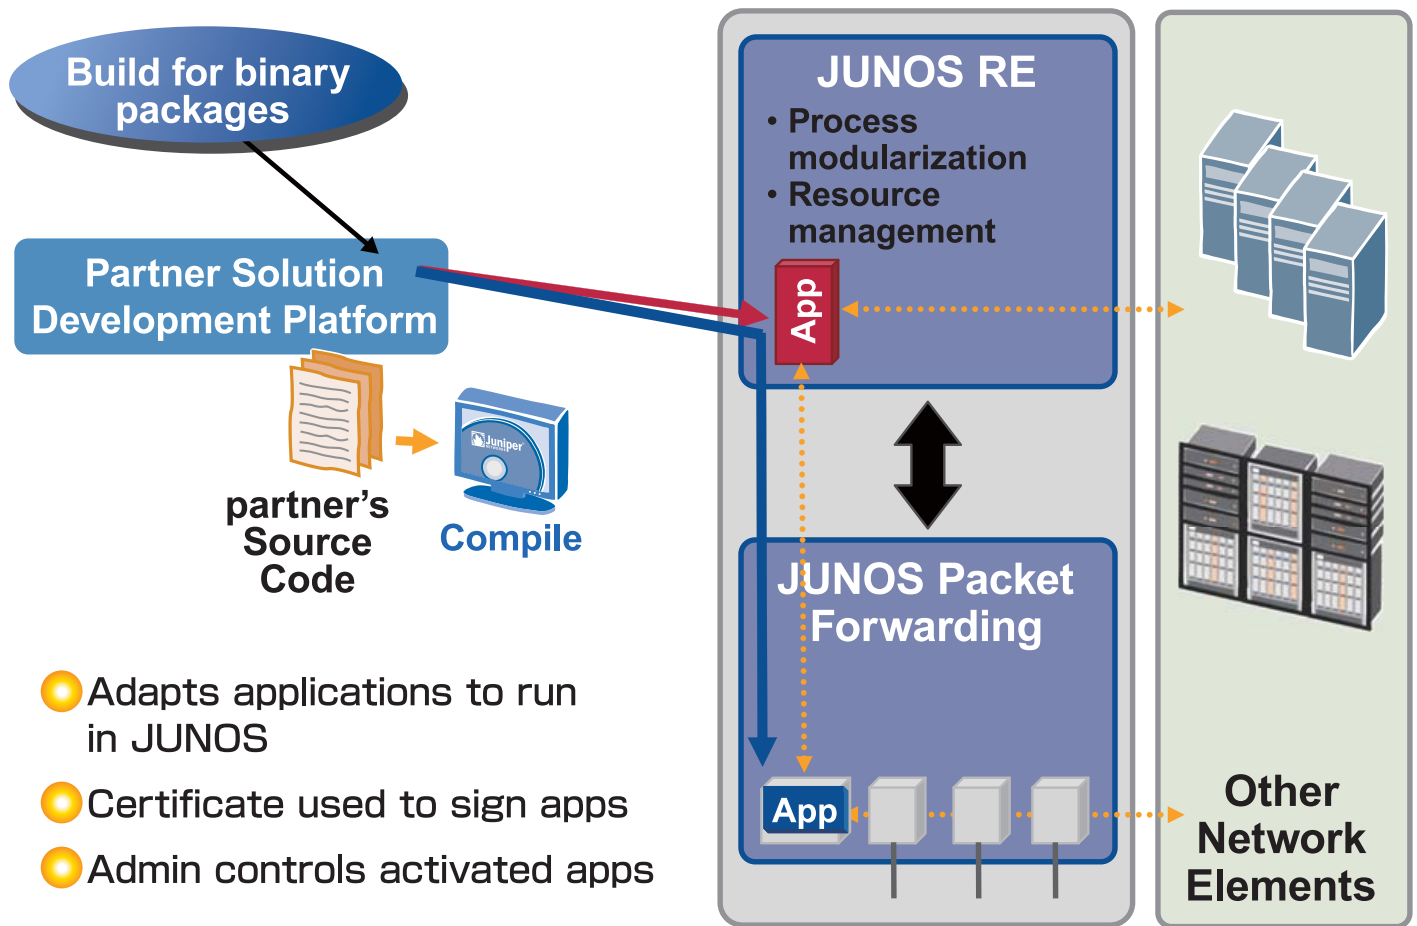 Build for binary
packages
Partner Solution
Development Platform
Juniper
partner's
Source
Code
Compile
Adapts applications to run
in JUNOS
Certificate used to sign apps
Admin controls activated apps
JUNOS RE
• Process
modularization
• Resource
management
App
JUNOS Packet
Forwarding
App
Other
Network
Elements